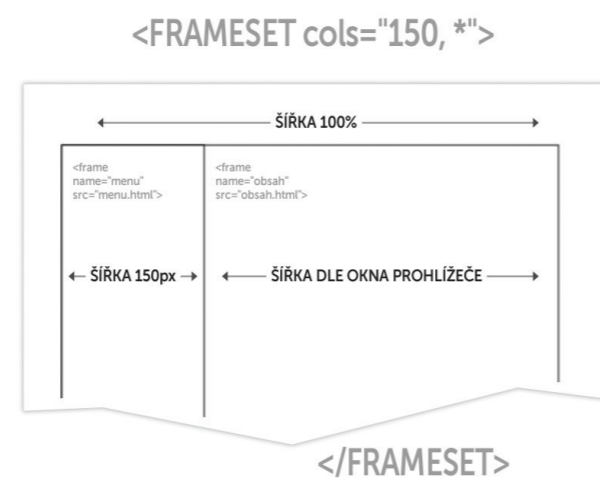 <FRAMESET cols="150, *">
ŠÍŘKA 100%
<frame
name="menu"
src="menu.html">
<frame
name="obsah"
src="obsah.html">
ŠÍŘKA 150px
ŠÍŘKA DLE OKNA PROHLÍŽEČE
</FRAMESET>